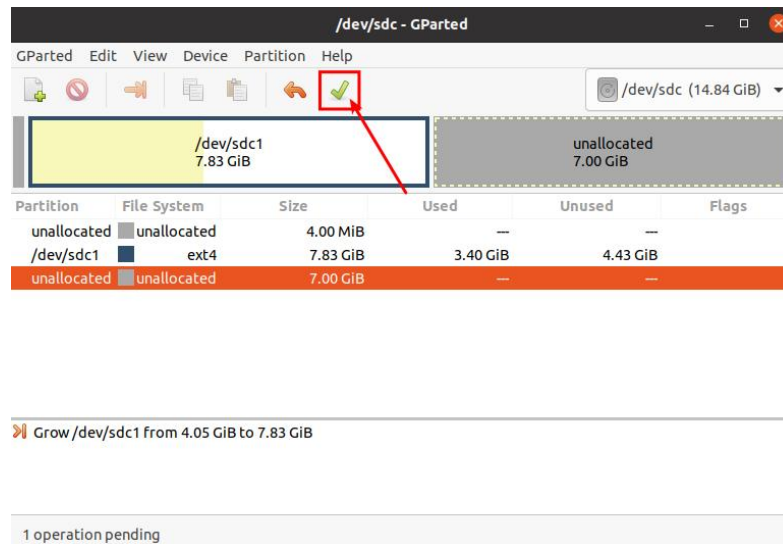 /dev/sdc - GParted
GParted Edit View Device Partition Help
/dev/sdc (14.84 GiB)
/dev/sdc1
7.83 GiB
unallocated
7.00 GiB
Partition File System Size Used Unused Flags
unallocated unallocated 4.00 MiB — —
/dev/sdc1 ext4 7.83 GiB 3.40 GiB 4.43 GiB
unallocated unallocated 7.00 GiB — —
Grow /dev/sdc1 from 4.05 GiB to 7.83 GiB
1 operation pending